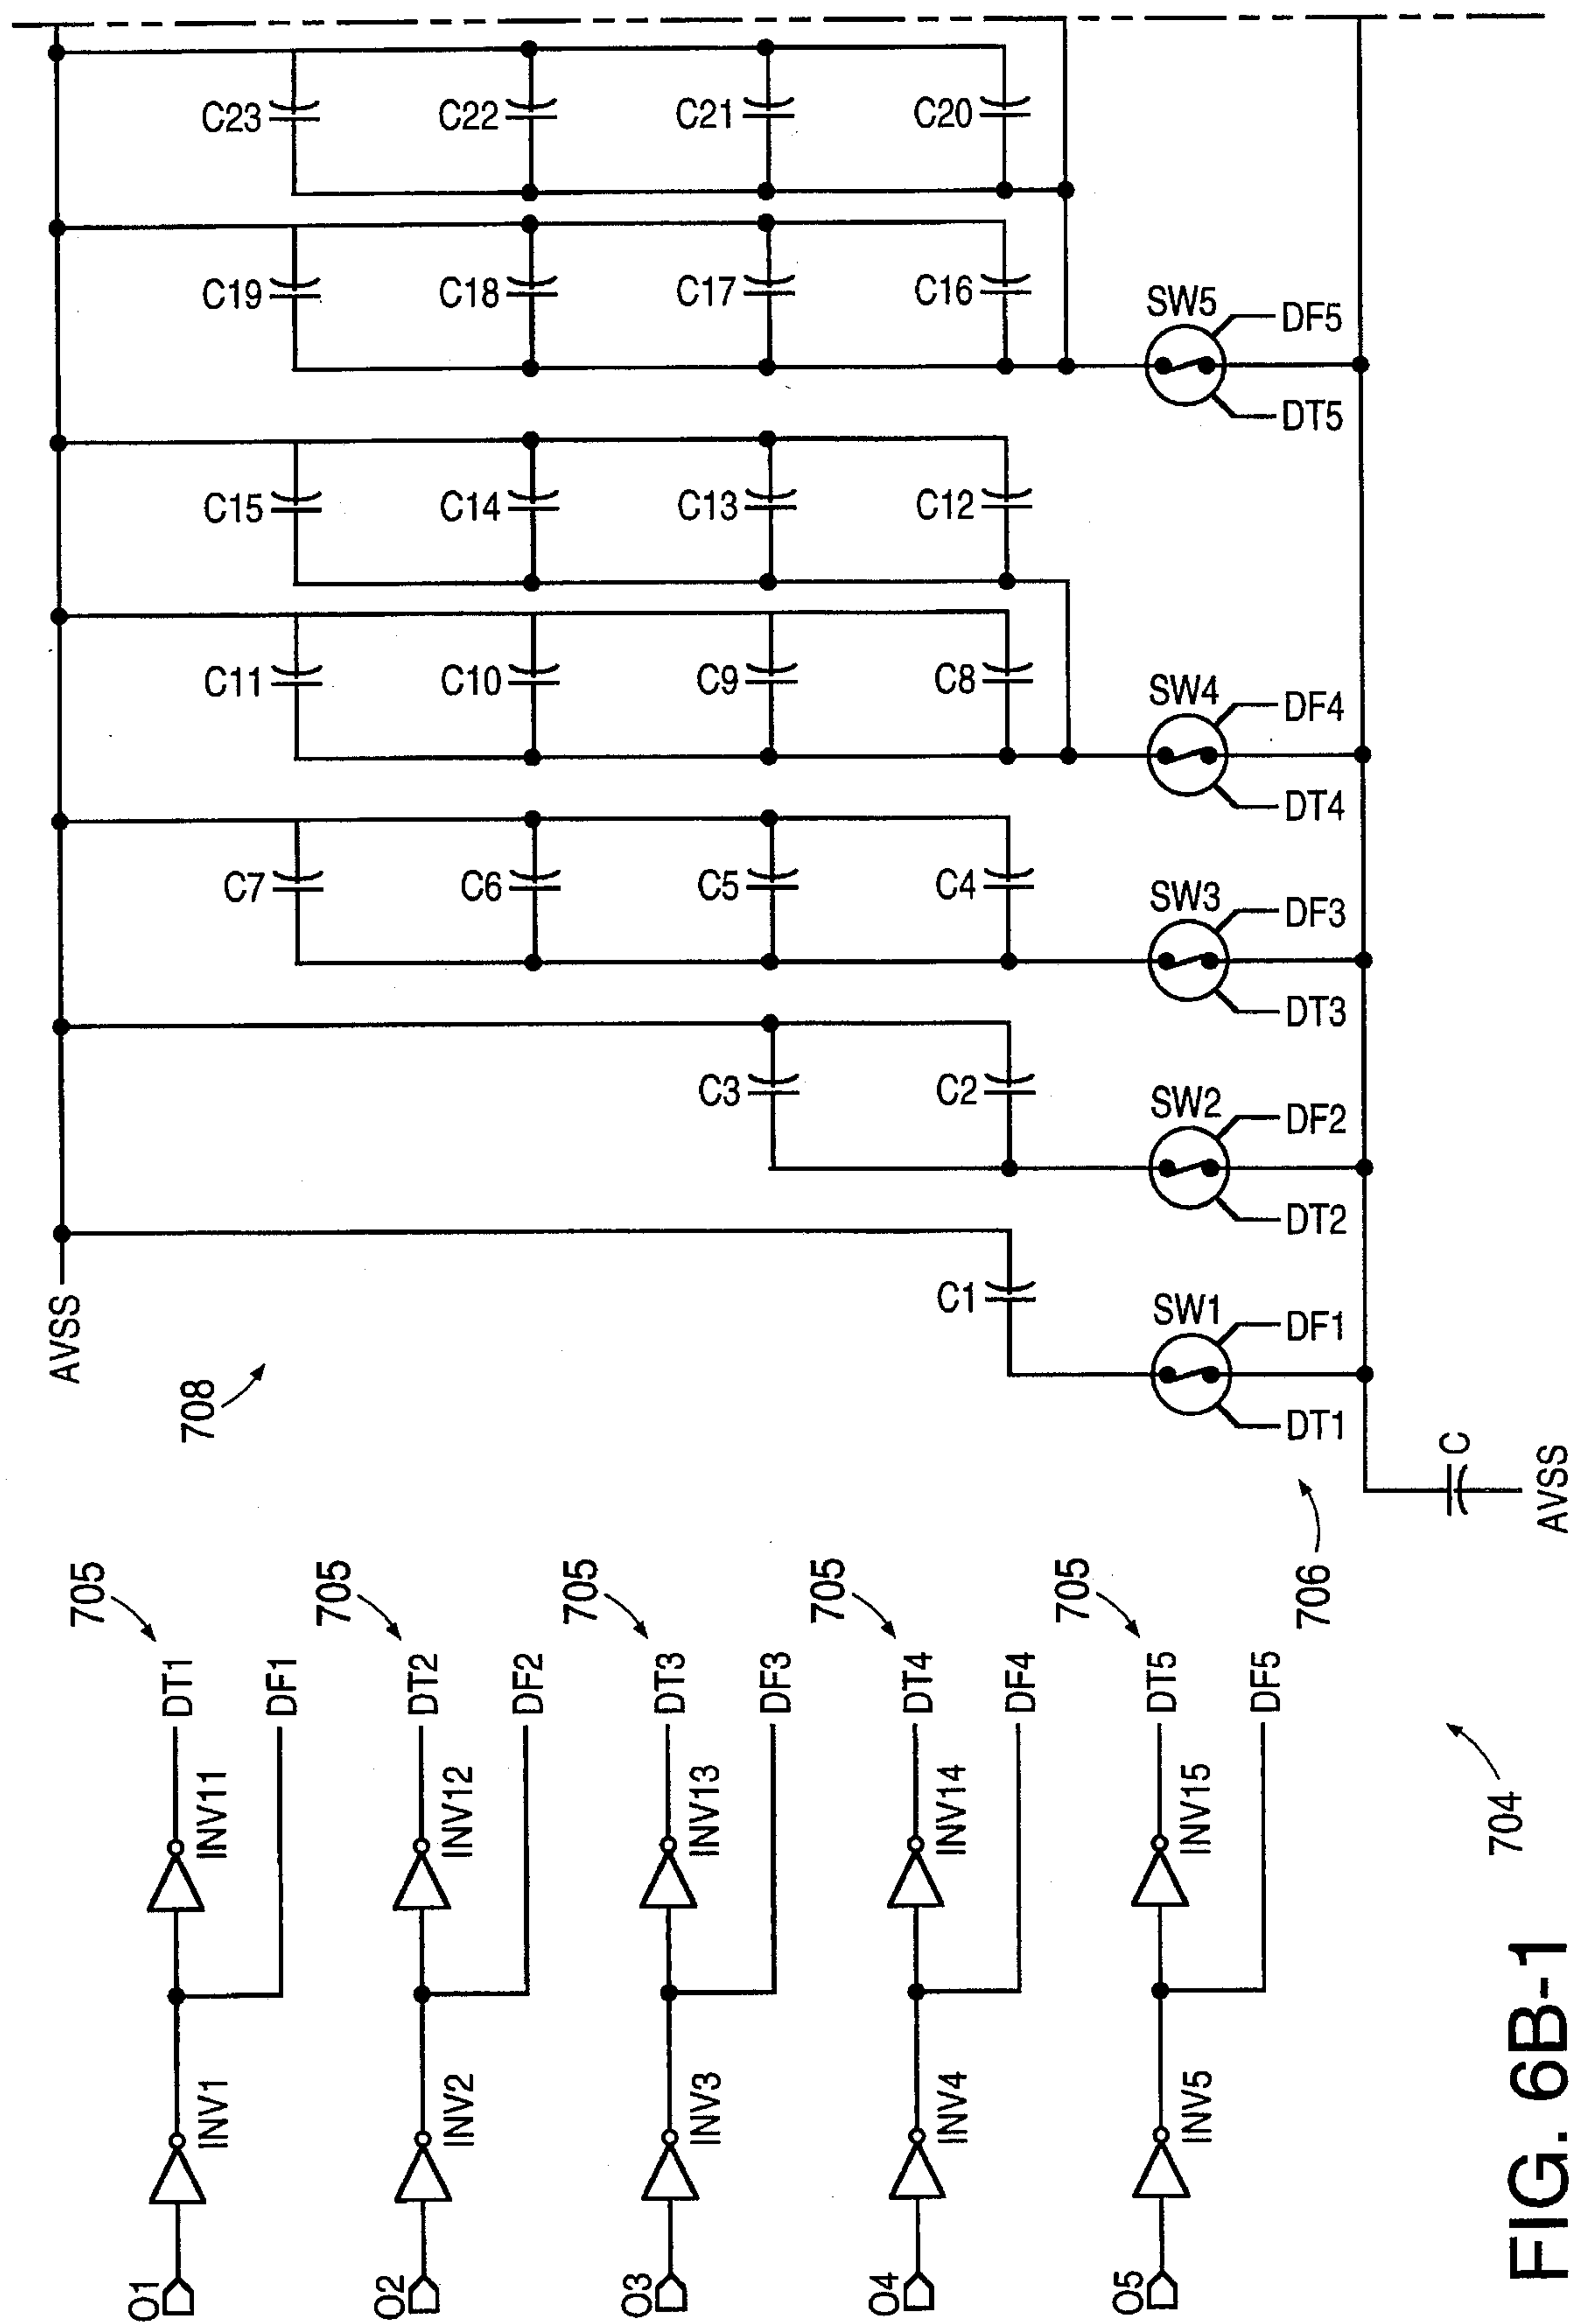 C23
C22
C21
C20
C19
C18
C17
C16
SW5
DF5
DT5
C15
C14
C13
C12
C11
C10
C9
C8
SW4
DF4
DT4
C7
C6
C5
C4
SW3
DF3
DT3
C3
C2
SW2
DF2
DT2
AVSS
C1
SW1
DF1
DT1
708
C
AVSS
706
705
DT1
DF1
INV11
INV1
O1
705
DT2
DF2
INV12
INV2
O2
705
DT3
DF3
INV13
INV3
O3
705
DT4
DF4
INV14
INV4
O4
705
DT5
DF5
INV15
INV5
O5
704
FIG. 6B-1